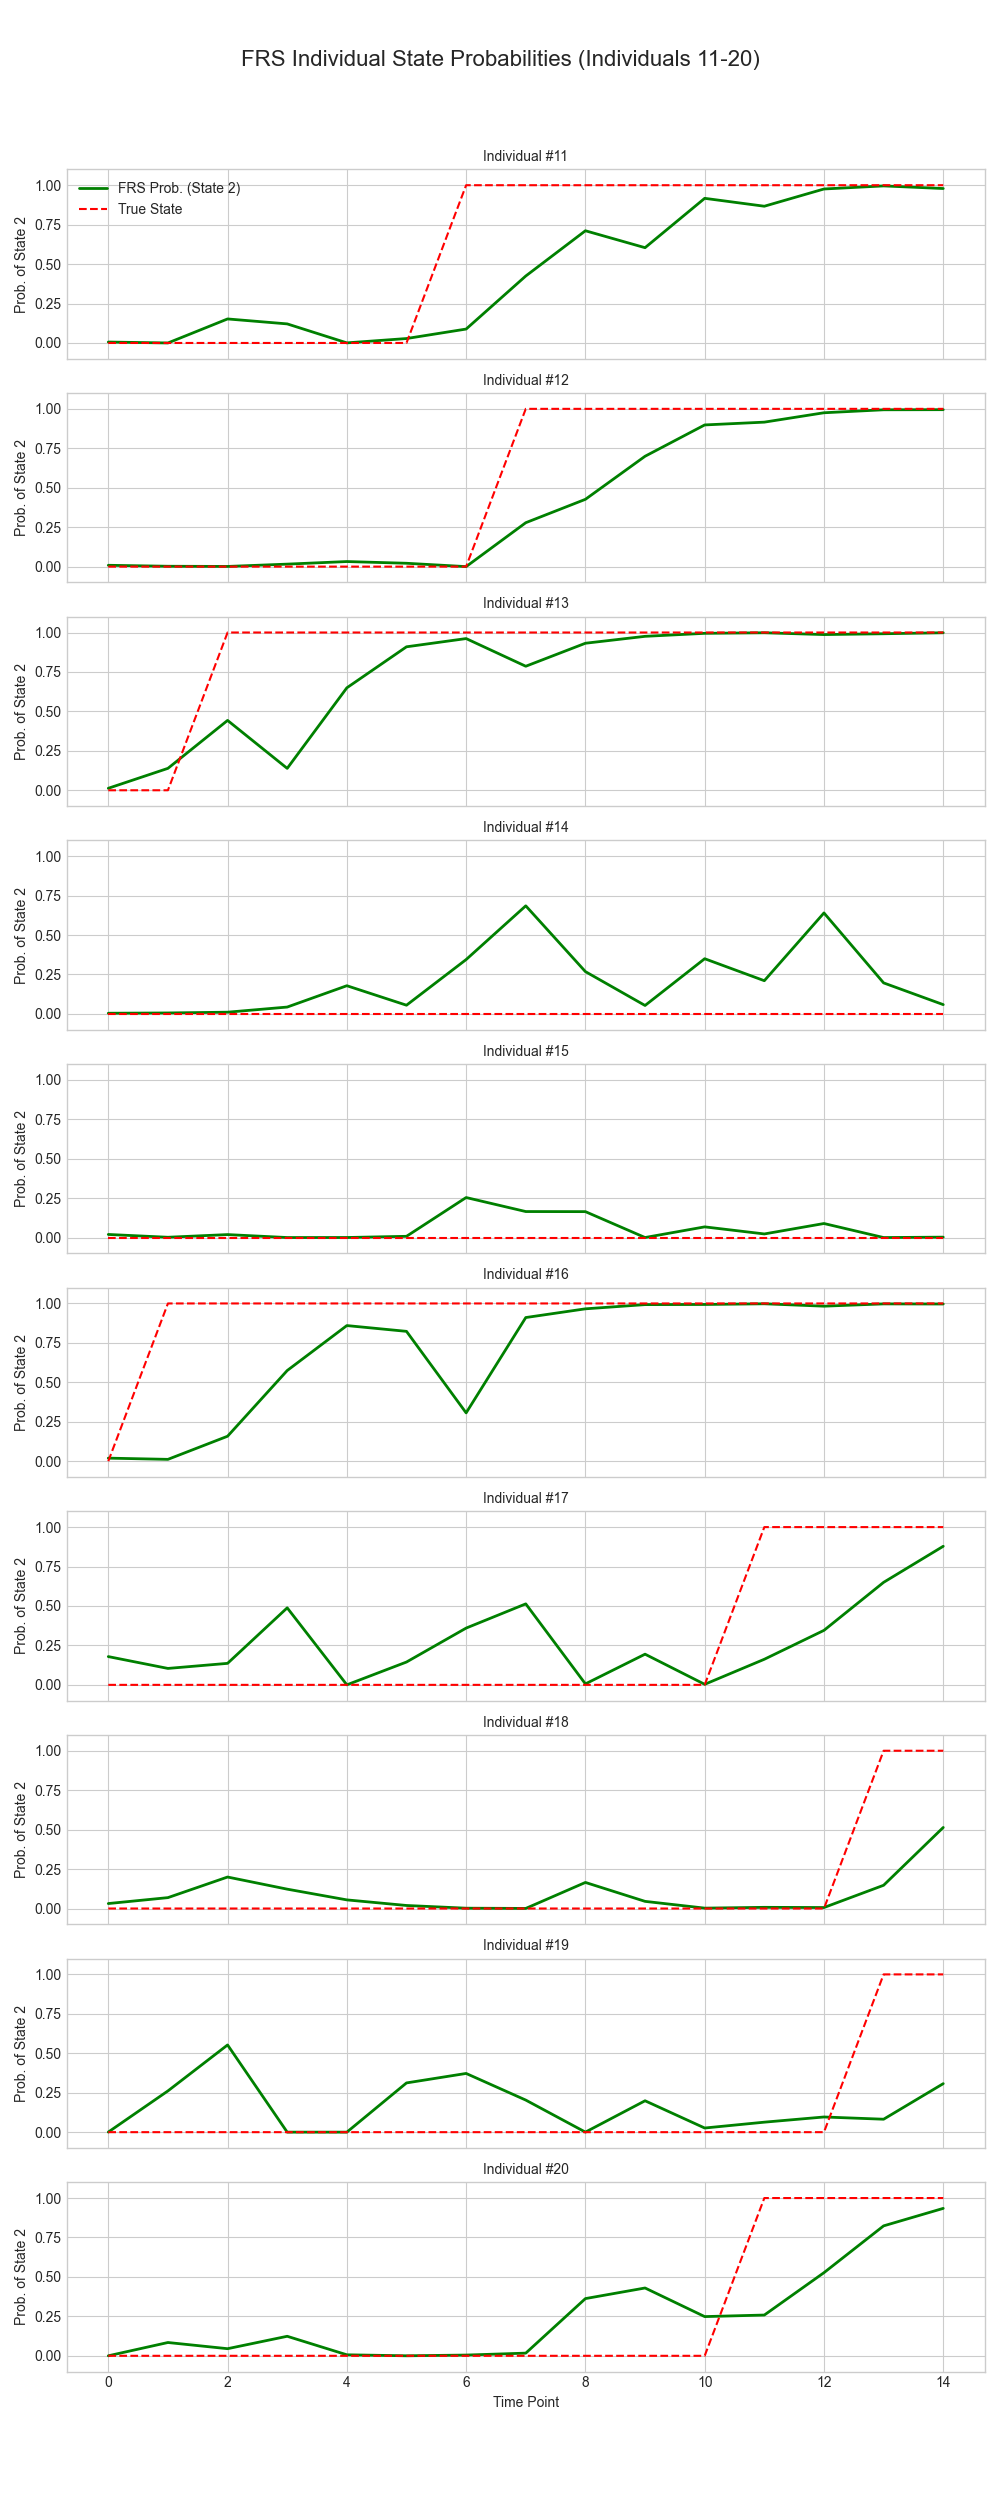 FRS Individual State Probabilities (Individuals 11-20)
Individual #11
FRS Prob. (State 2)
True State
1.00
0.75
0.50
0.25
0.00
Prob. of State 2
Individual #12
1.00
0.75
0.50
0.25
0.00
Prob. of State 2
Individual #13
1.00
0.75
0.50
0.25
0.00
Prob. of State 2
Individual #14
1.00
0.75
0.50
0.25
0.00
Prob. of State 2
Individual #15
1.00
0.75
0.50
0.25
0.00
Prob. of State 2
Individual #16
1.00
0.75
0.50
0.25
0.00
Prob. of State 2
Individual #17
1.00
0.75
0.50
0.25
0.00
Prob. of State 2
Individual #18
1.00
0.75
0.50
0.25
0.00
Prob. of State 2
Individual #19
1.00
0.75
0.50
0.25
0.00
Prob. of State 2
Individual #20
1.00
0.75
0.50
0.25
0.00
Prob. of State 2
0 2 4 6 8 10 12 14
Time Point